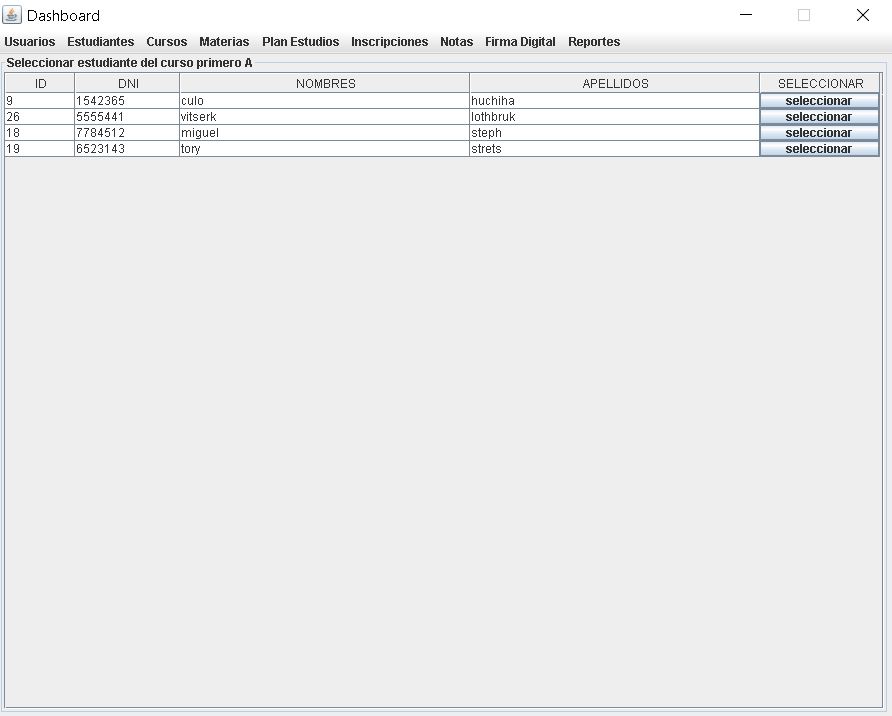 Dashboard
Usuarios Estudiantes Cursos Materias Plan Estudios Inscripciones Notas Firma Digital Reportes
Seleccionar estudiante del curso primero A
ID DNI NOMBRES APELLIDOS SELECCIONAR
9 1542365 culo huchiha seleccionar
26 5555441 vitserk lothbruk seleccionar
18 7784512 miguel steph seleccionar
19 6523143 tory strets seleccionar